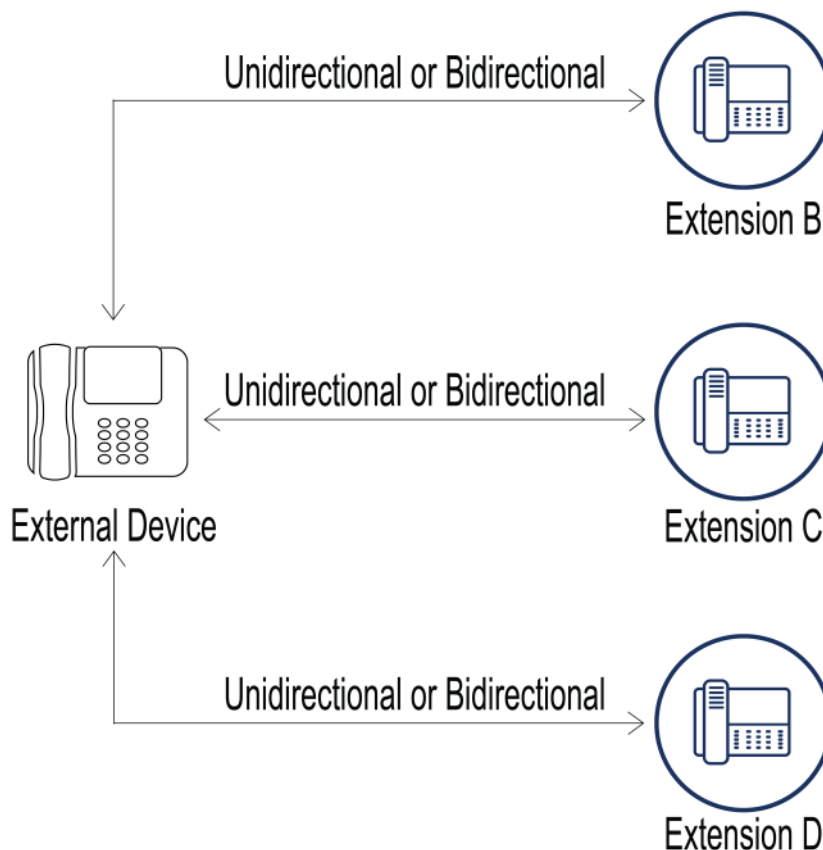 Unidirectional or Bidirectional
Extension B
Unidirectional or Bidirectional
Extension C
External Device
Unidirectional or Bidirectional
Extension D